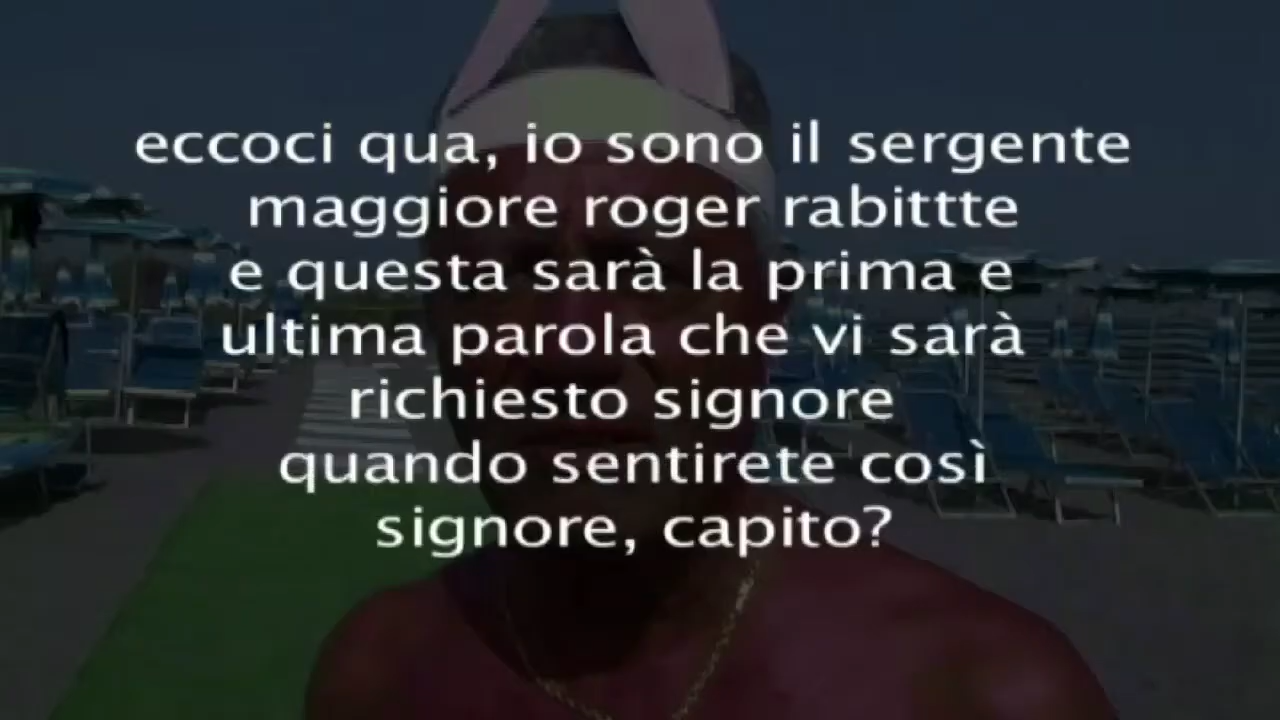 eccoci qua, io sono il sergente
maggiore roger rabittte
e questa sarà la prima e
ultima parola che vi sarà
richiesto signore
quando sentirete così
signore, capito?